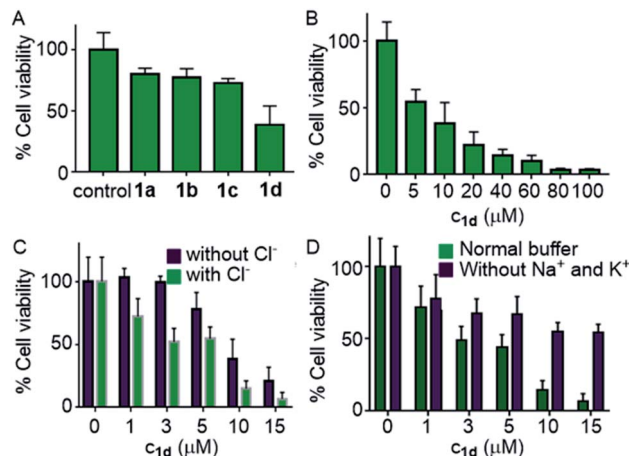 A
% Cell viability
100
50
0
control 1a 1b 1c 1d
B
% Cell viability
100
50
0
0 5 10 20 40 60 80 100
c1d (μM)
C
without Cl-
with Cl-
% Cell viability
100
50
0
0 1 3 5 10 15
c1d (μM)
D
Normal buffer
Without Na+ and K+
% Cell viability
100
50
0
0 1 3 5 10 15
c1d (μM)